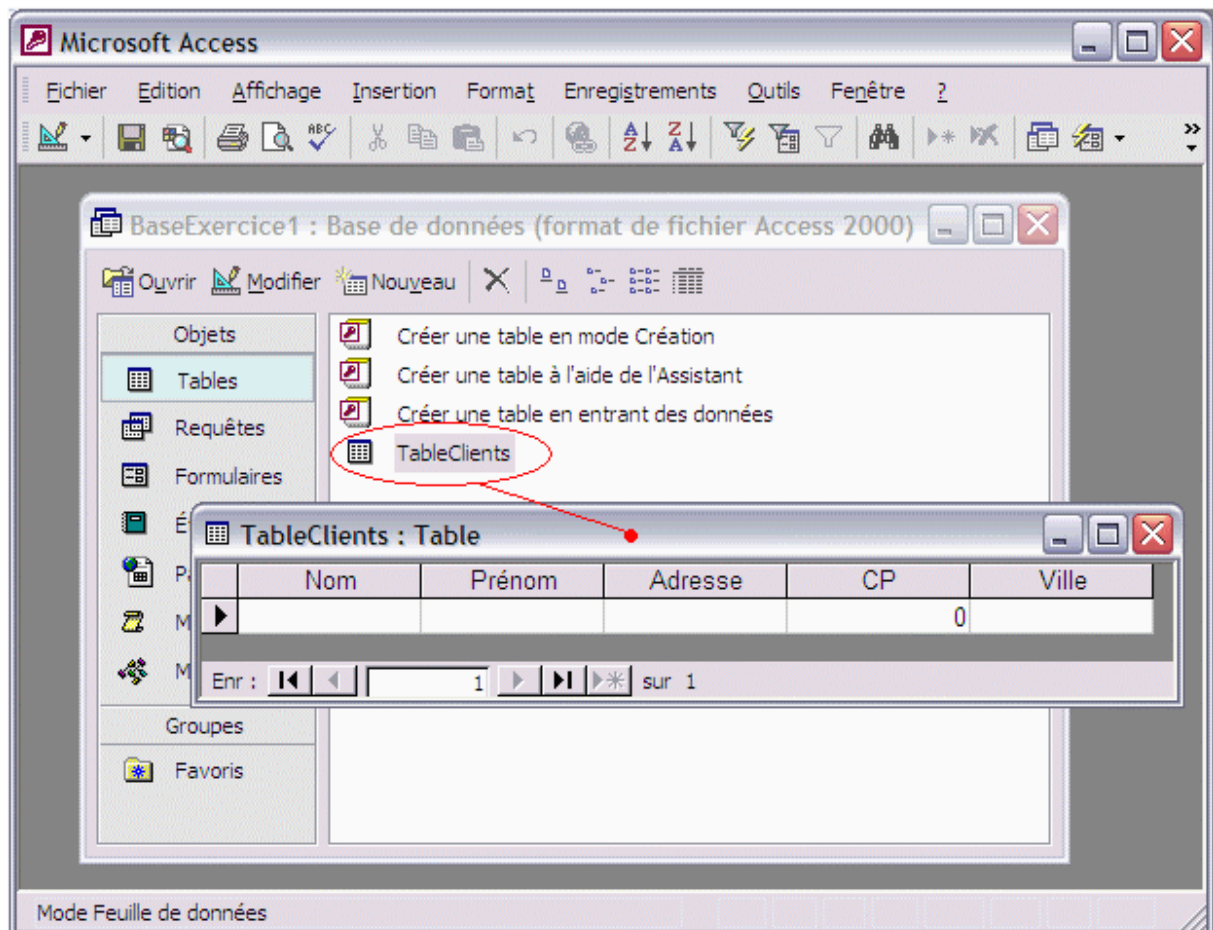 Microsoft Access
Fichier Edition Affichage Insertion Format Enregistrements Outils Fenêtre ?
BaseExercice1 : Base de données (format de fichier Access 2000)
Ouvrir Modifier Nouveau
Objets
Tables
Requêtes
Formulaires
Groupes
Favoris
Créer une table en mode Création
Créer une table à l'aide de l'Assistant
Créer une table en entrant des données
TableClients
TableClients : Table
Nom Prénom Adresse CP Ville
0
Enr : 1 sur 1
Mode Feuille de données